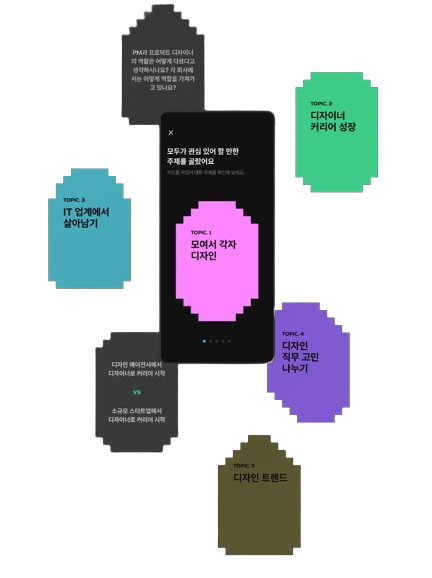 PM과 프로덕트 디자이너
의 역할은 어떻게 다르다고
생각하시나요? 각 회사에
서는 어떻게 역할을 가져가
고 있나요?
TOPIC. 2
디자이너
커리어 성장
모두가 관심 있어 할 만한
주제를 골랐어요
카드를 뒤집어 대화 주제를 확인해 보세요.
TOPIC. 3
IT 업계에서
살아남기
TOPIC. 1
모여서 각자
디자인
TOPIC. 4
디자인
직무 고민
나누기
디자인 에이전시에서
디자이너로 커리어 시작
VS
소규모 스타트업에서
디자이너로 커리어 시작
TOPIC. 5
디자인 트렌드